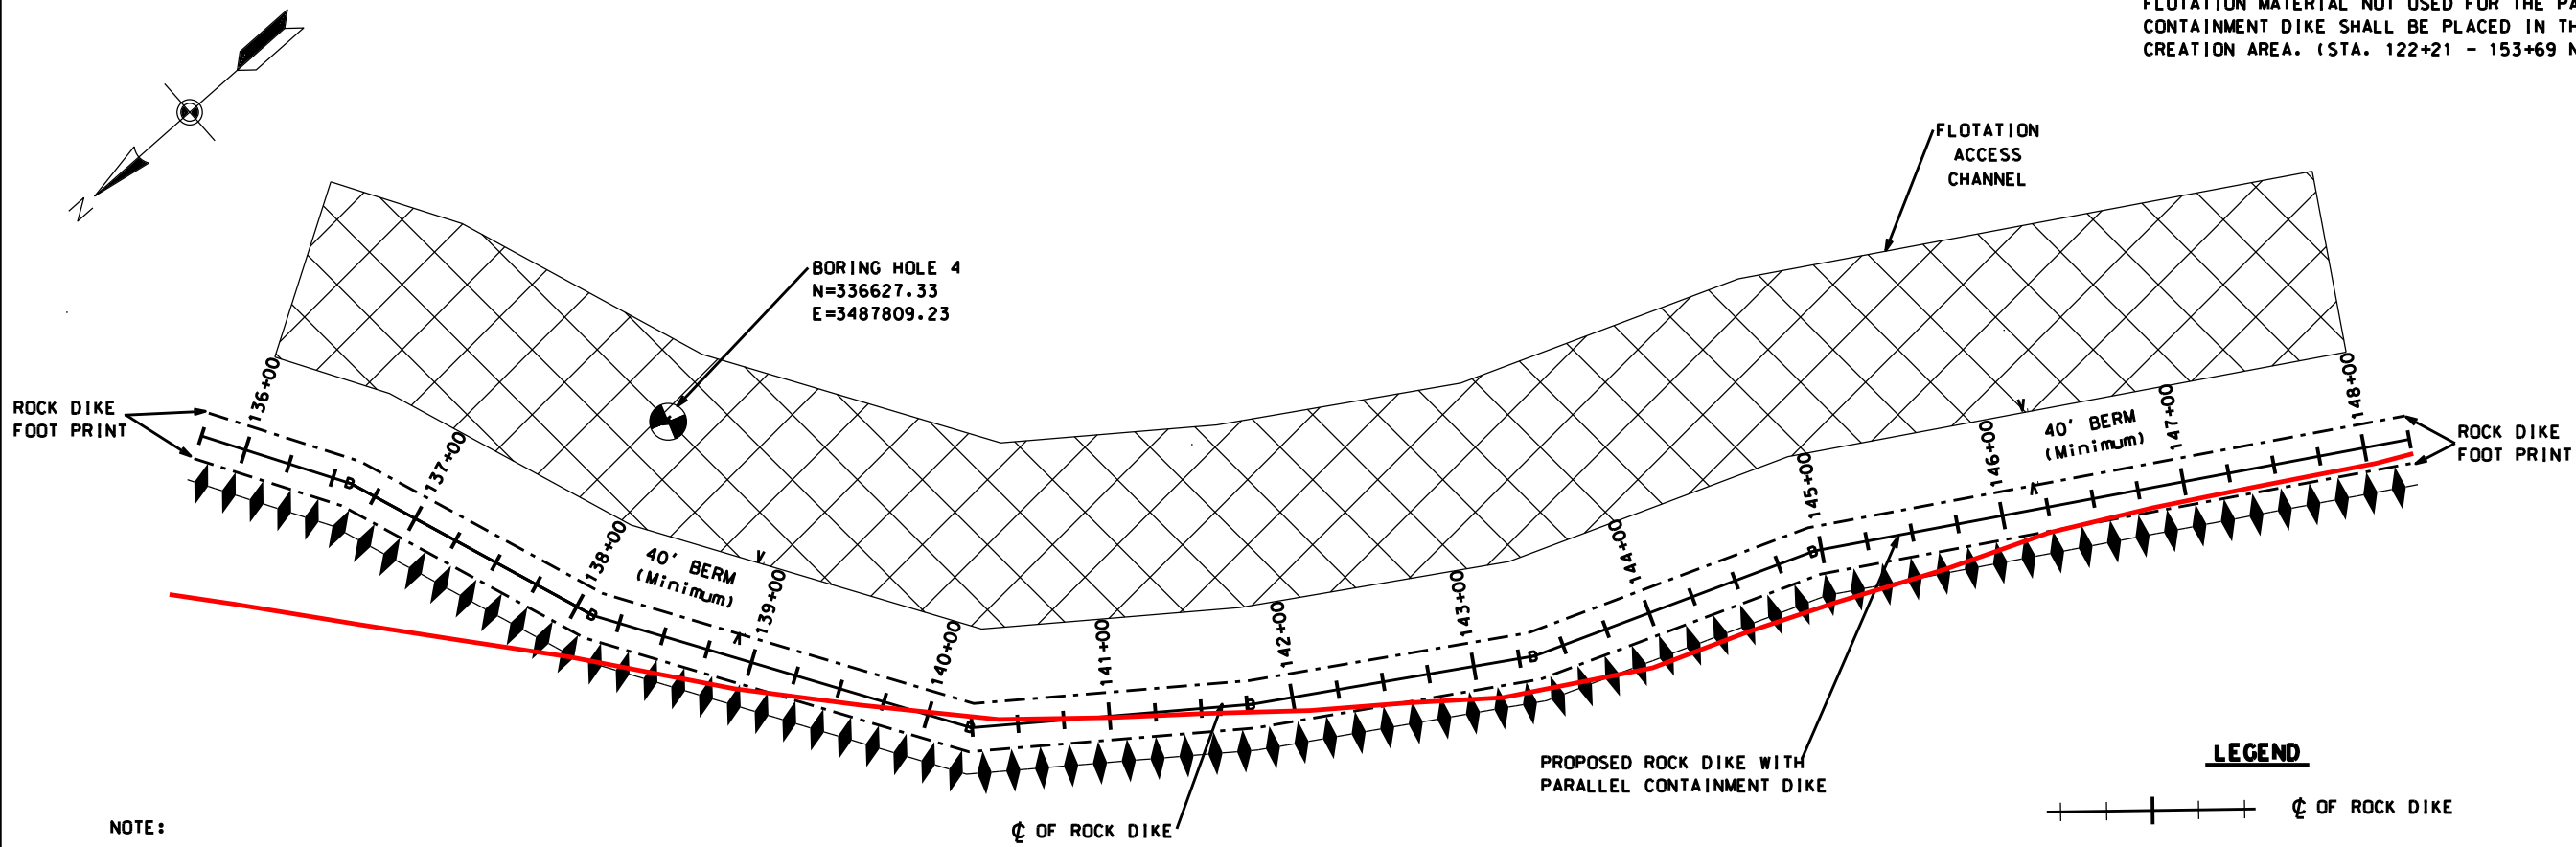 CONTAINMENT DIKE SHALL BE PLACED IN
CREATION AREA. (STA. 122+21 - 153+69
FLOTATION MATERIAL NOT USED FOR THE
N
FLOTATION
ACCESS
CHANNEL
BORING HOLE 4
N=336627.33
E=3487809.23
ROCK DIKE
FOOT PRINT
136+00
137+00
138+00
40' BERM
(Minimum)
139+00
140+00
141+00
142+00
143+00
144+00
145+00
146+00
40' BERM
(Minimum)
147+00
148+00
ROCK DIKE
FOOT PRINT
PROPOSED ROCK DIKE WITH
PARALLEL CONTAINMENT DIKE
LEGEND
℄ OF ROCK DIKE
NOTE:
℄ OF ROCK DIKE